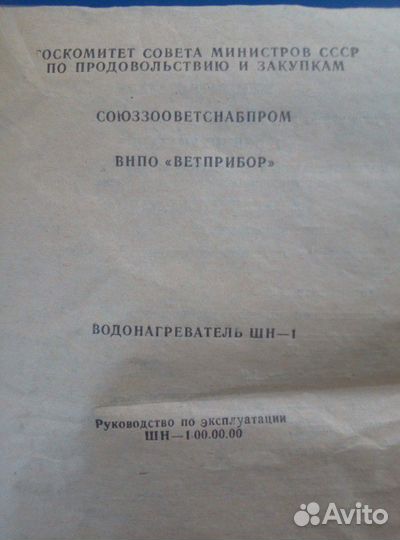 ГОСКОМИТЕТ СОВЕТА МИНИСТРОВ СССР
ПО ПРОДОВОЛЬСТВИЮ И ЗАКУПКАМ
СОЮЗЗООВЕТСНАБПРОМ
ВНПО «ВЕТПРИБОР»
ВОДОНАГРЕВАТЕЛЬ ШН—1
Руководство по эксплуатации
ШН—1.00.00.00
Avito